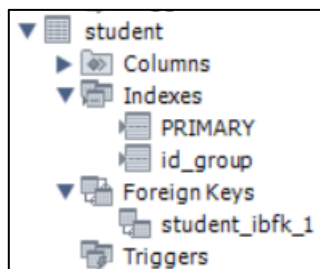 student
Columns
Indexes
PRIMARY
id_group
Foreign Keys
student_ibfk_1
Triggers